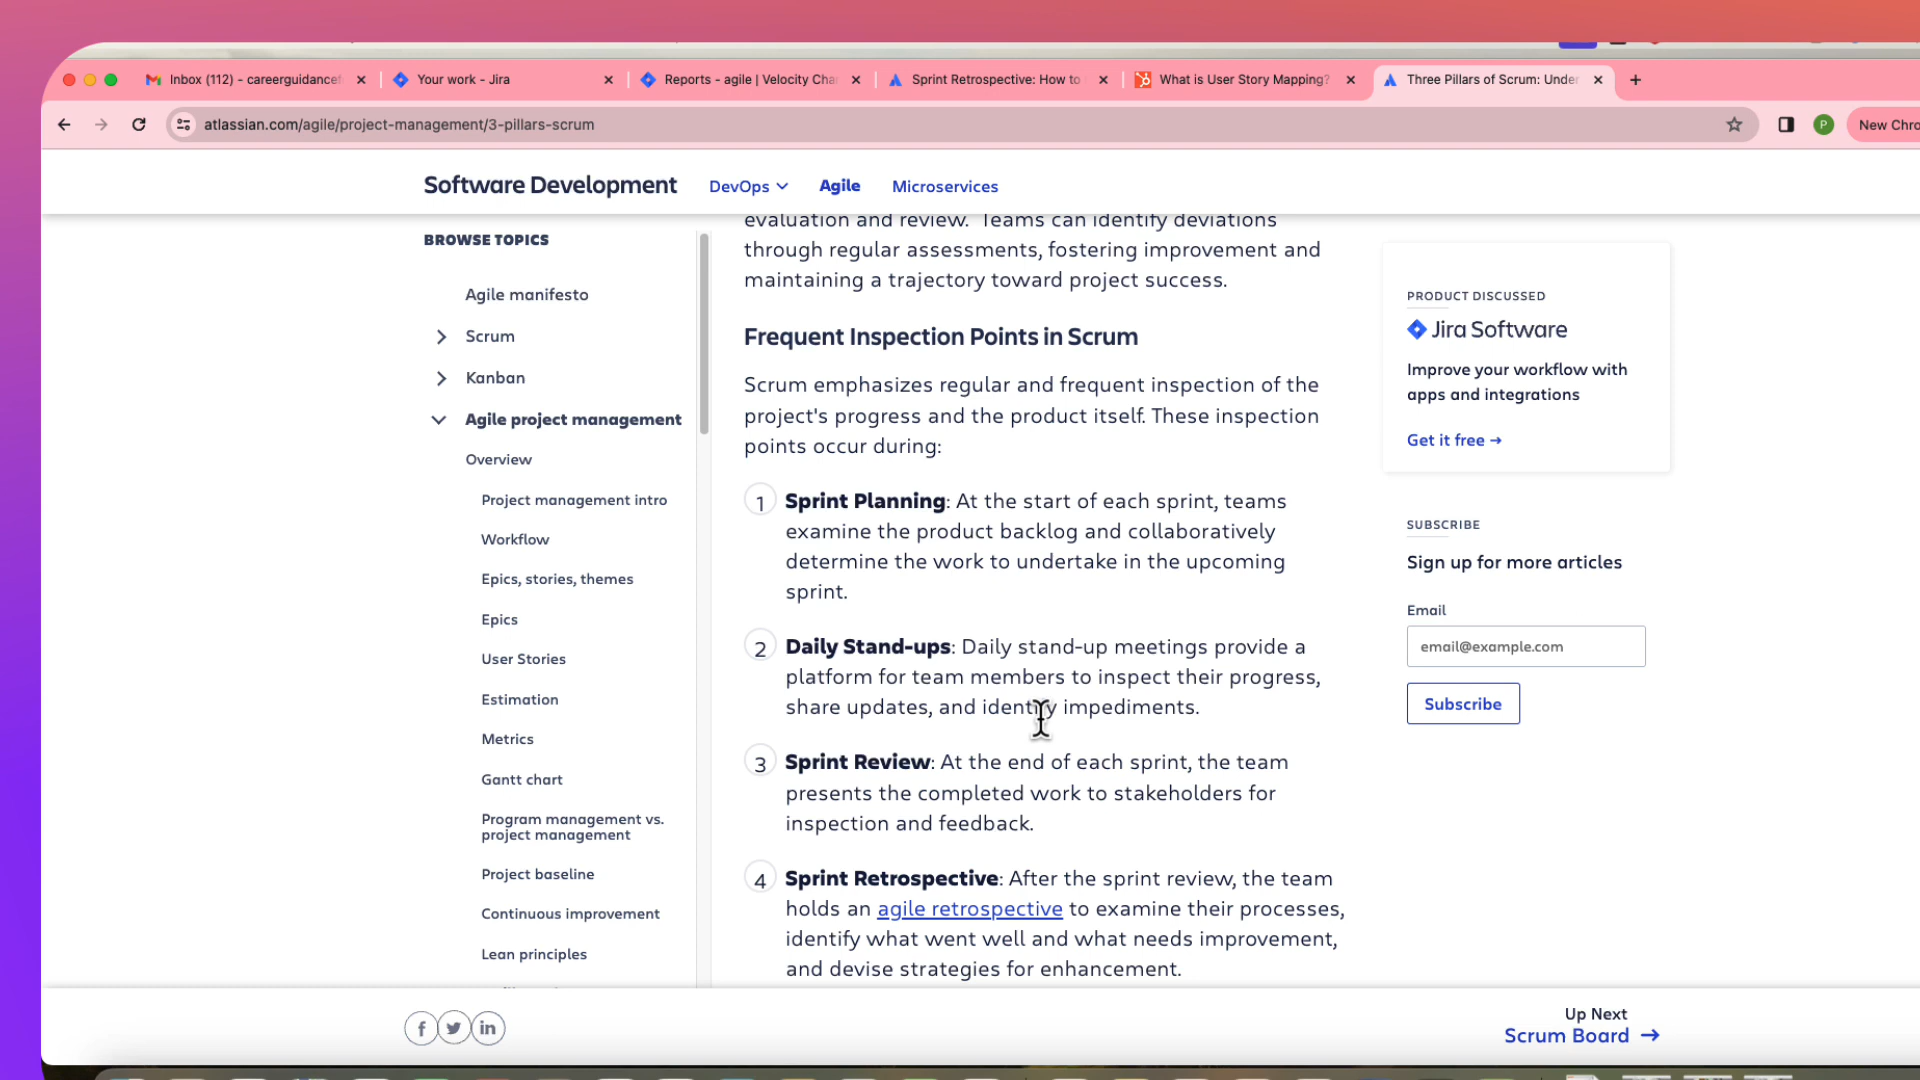 Inbox (112) - careerguidance
Your work - Jira
Reports - agile | Velocity Cha
Sprint Retrospective: How to
What is User Story Mapping?
Three Pillars of Scrum: Under
atlassian.com/agile/project-management/3-pillars-scrum
P
New Chro
Software Development
DevOps
Agile
Microservices
BROWSE TOPICS
Agile manifesto
Scrum
Kanban
Agile project management
Overview
Project management intro
Workflow
Epics, stories, themes
Epics
User Stories
Estimation
Metrics
Gantt chart
Program management vs.
project management
Project baseline
Continuous improvement
Lean principles
evaluation and review. Teams can identify deviations
through regular assessments, fostering improvement and
maintaining a trajectory toward project success.
Frequent Inspection Points in Scrum
Scrum emphasizes regular and frequent inspection of the
project's progress and the product itself. These inspection
points occur during:
1 Sprint Planning: At the start of each sprint, teams
examine the product backlog and collaboratively
determine the work to undertake in the upcoming
sprint.
2 Daily Stand-ups: Daily stand-up meetings provide a
platform for team members to inspect their progress,
share updates, and identify impediments.
3 Sprint Review: At the end of each sprint, the team
presents the completed work to stakeholders for
inspection and feedback.
4 Sprint Retrospective: After the sprint review, the team
holds an agile retrospective to examine their processes,
identify what went well and what needs improvement,
and devise strategies for enhancement.
PRODUCT DISCUSSED
Jira Software
Improve your workflow with
apps and integrations
Get it free →
SUBSCRIBE
Sign up for more articles
Email
email@example.com
Subscribe
Up Next
Scrum Board →